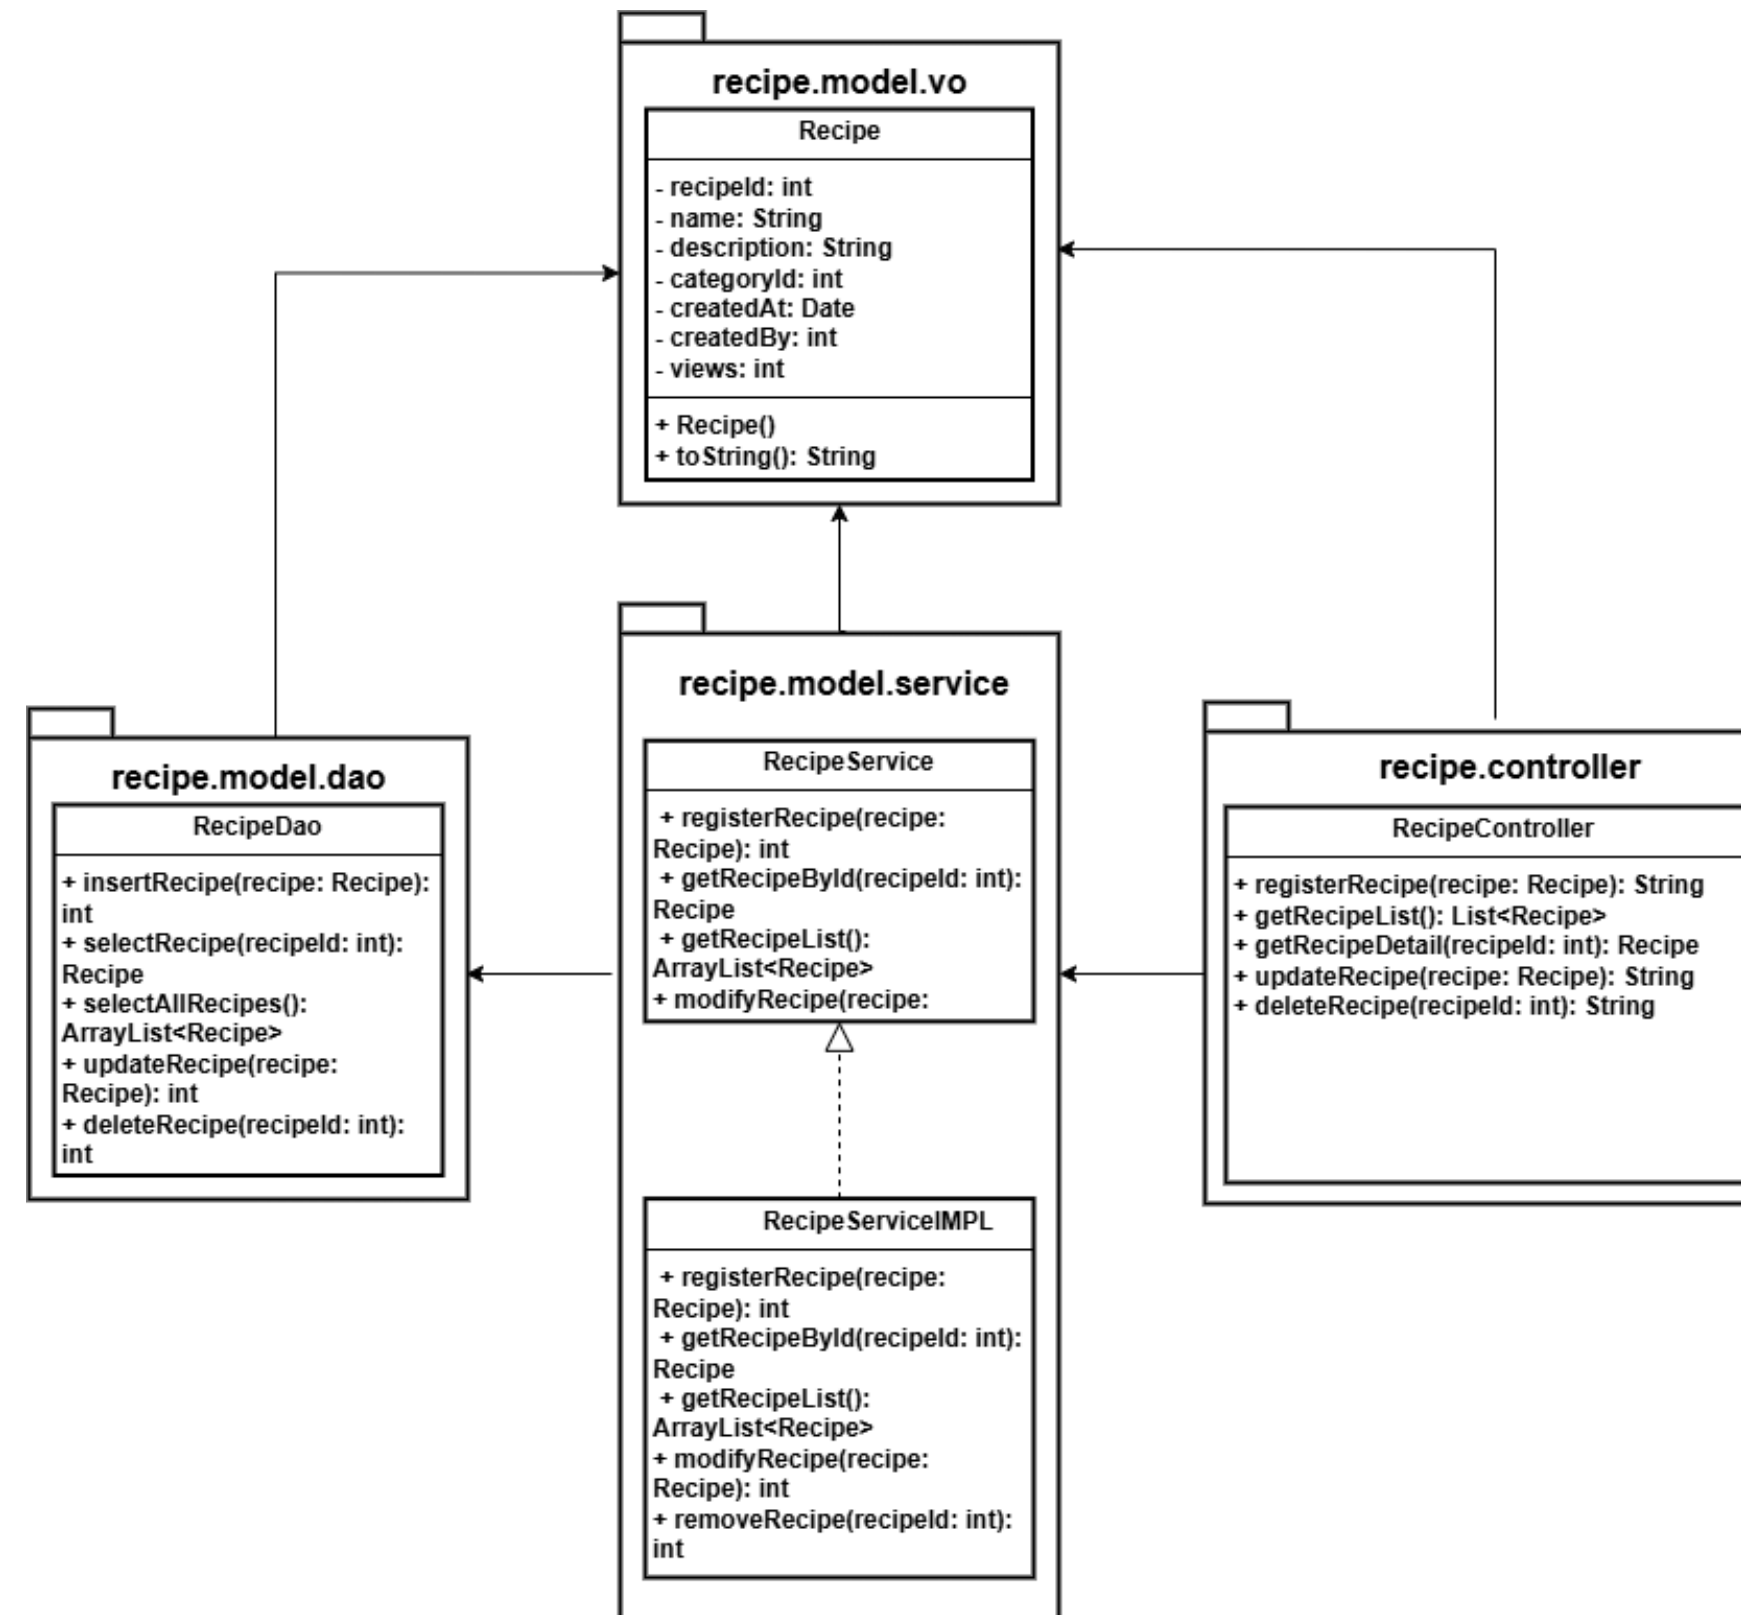 recipe.model.vo
Recipe
- recipeId: int
- name: String
- description: String
- categoryId: int
- createdAt: Date
- createdBy: int
- views: int
+ Recipe()
+ toString(): String
recipe.model.dao
RecipeDao
+ insertRecipe(recipe: Recipe):
int
+ selectRecipe(recipeId: int):
Recipe
+ selectAllRecipes():
ArrayList<Recipe>
+ updateRecipe(recipe:
Recipe): int
+ deleteRecipe(recipeId: int):
int
recipe.model.service
RecipeService
+ registerRecipe(recipe:
Recipe): int
+ getRecipeById(recipeId: int):
Recipe
+ getRecipeList():
ArrayList<Recipe>
+ modifyRecipe(recipe:
RecipeServiceIMPL
+ registerRecipe(recipe:
Recipe): int
+ getRecipeById(recipeId: int):
Recipe
+ getRecipeList():
ArrayList<Recipe>
+ modifyRecipe(recipe:
Recipe): int
+ removeRecipe(recipeId: int):
int
recipe.controller
RecipeController
+ registerRecipe(recipe: Recipe): String
+ getRecipeList(): List<Recipe>
+ getRecipeDetail(recipeId: int): Recipe
+ updateRecipe(recipe: Recipe): String
+ deleteRecipe(recipeId: int): String